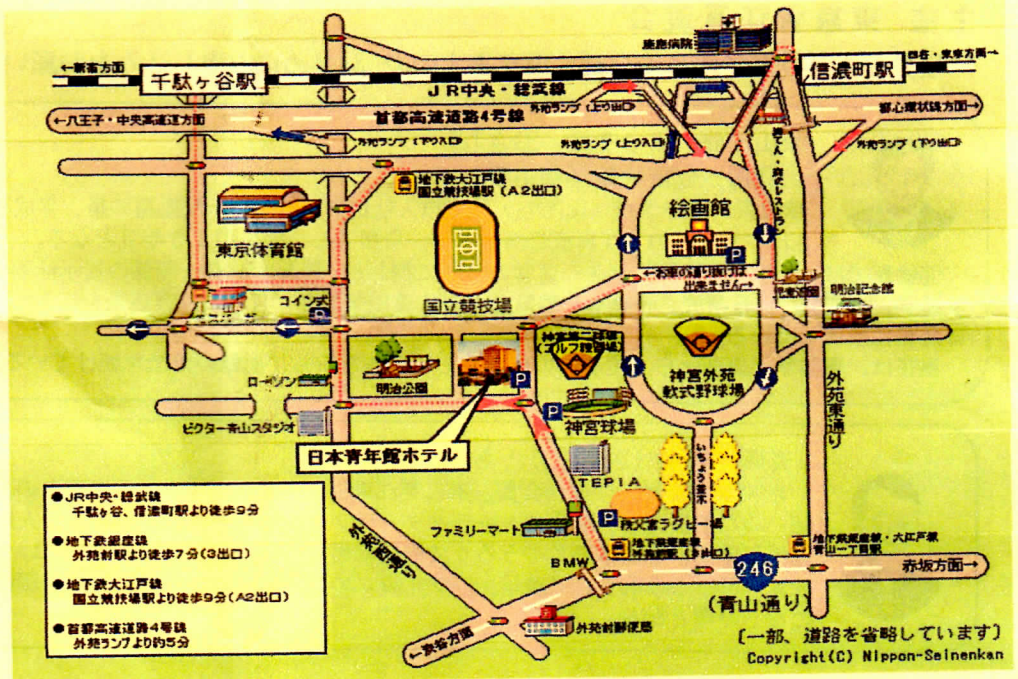 慶應病院
←新宿方面
千駄ヶ谷駅
信濃町駅
四谷・東京方面→
JR中央・総武線
外苑ランプ(上り出口)
←八王子・中央高速道方面
首都高速道路4号線
都心環状線方面→
外苑ランプ(下り入口)
外苑ランプ(上り入口)
外苑ランプ(下り出口)
地下鉄大江戸線
国立競技場駅(A2出口)
絵画館
P
東京体育館
←お車の通り抜けは
出来ません→
児童遊園
明治記念館
コイン式
P
国立競技場
神宮第二球場
(ゴルフ練習場)
ローソン
明治公園
P
神宮外苑
軟式野球場
外苑東通り
P
神宮球場
ビクター青山スタジオ
日本青年館ホテル
いちょう並木
TEPIA
●JR中央・総武線
千駄ヶ谷、信濃町駅より徒歩9分
●地下鉄銀座線
外苑前駅より徒歩7分(3出口)
●地下鉄大江戸線
国立競技場駅より徒歩9分(A2出口)
●首都高速道路4号線
外苑ランプより約5分
外苑西通り
ファミリーマート
P
秩父宮ラグビー場
地下鉄銀座線
外苑前駅(3出口)
地下鉄銀座線・大江戸線
青山一丁目駅
BMW
246
赤坂方面→
(青山通り)
←渋谷方面
外苑前郵便局
[一部、道路を省略しています]
Copyright(C) Nippon-Seinenkan